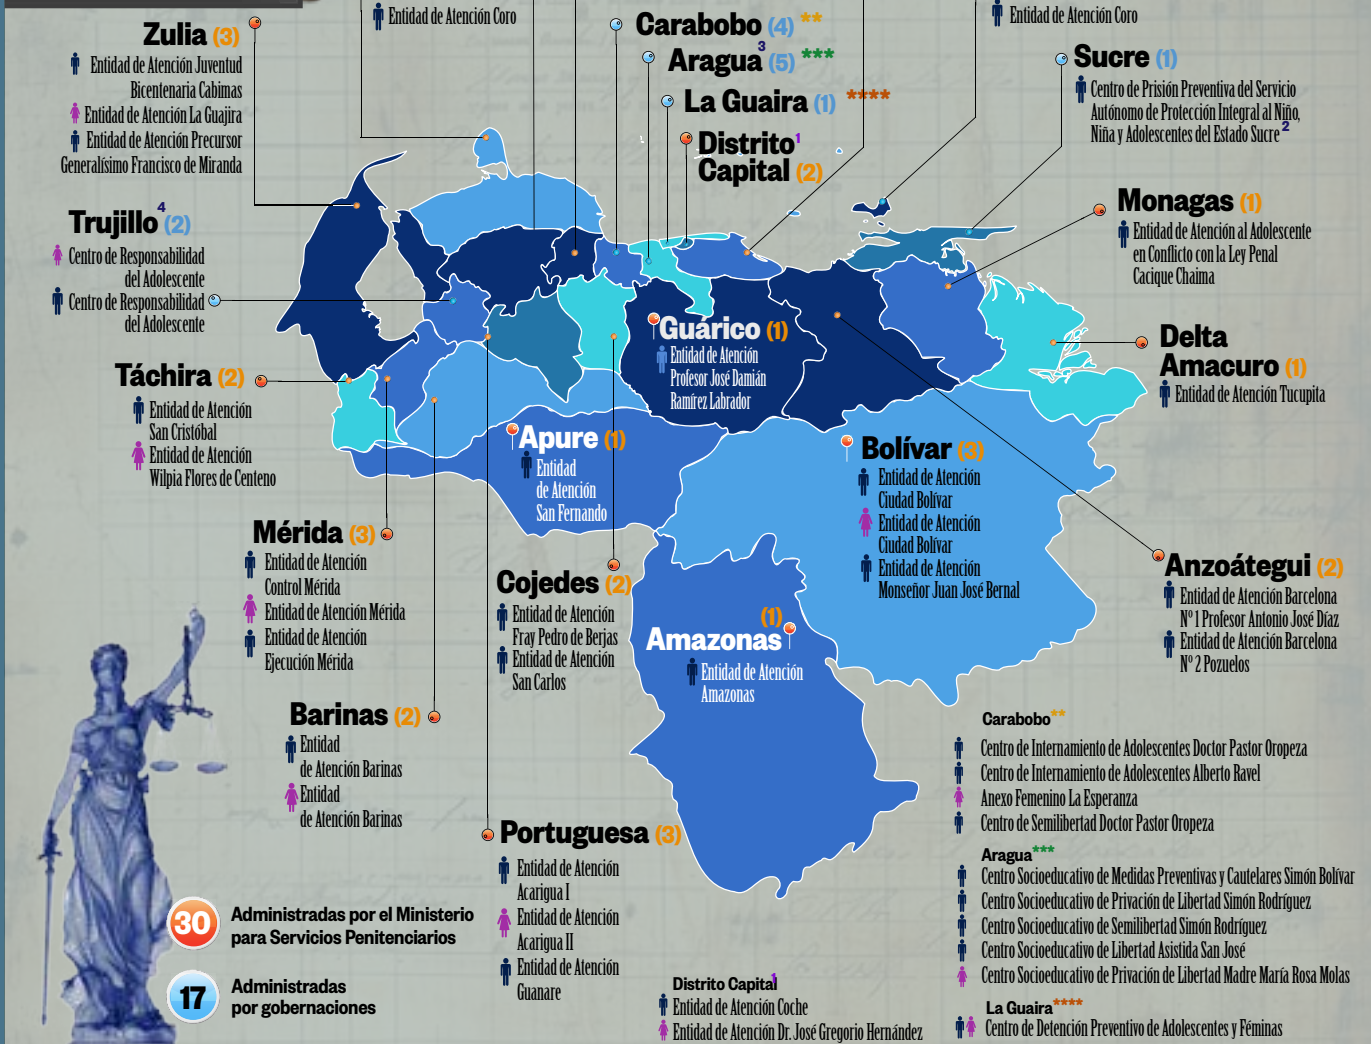 Entidad de Atención Coro
Entidad de Atención Coro
Zulia (3)
Entidad de Atención Juventud
Bicentenaria Cabimas
Entidad de Atención La Guajira
Entidad de Atención Precursor
Generalísimo Francisco de Miranda
Carabobo (4) **
Aragua 3 (5) ***
La Guaira (1) ****
Distrito 1
Capital (2)
Sucre (1)
Centro de Prisión Preventiva del Servicio
Autónomo de Protección Integral al Niño,
Niña y Adolescentes del Estado Sucre 2
Monagas (1)
Entidad de Atención al Adolescente
en Conflicto con la Ley Penal
Cacique Chaima
Trujillo 4 (2)
Centro de Responsabilidad
del Adolescente
Centro de Responsabilidad
del Adolescente
Guárico (1)
Entidad de Atención
Profesor José Damián
Ramírez Labrador
Delta
Amacuro (1)
Entidad de Atención Tucupita
Táchira (2)
Entidad de Atención
San Cristóbal
Entidad de Atención
Wilpia Flores de Centeno
Apure (1)
Entidad
de Atención
San Fernando
Bolívar (3)
Entidad de Atención
Ciudad Bolívar
Entidad de Atención
Ciudad Bolívar
Entidad de Atención
Monseñor Juan José Bernal
Mérida (3)
Entidad de Atención
Control Mérida
Entidad de Atención Mérida
Entidad de Atención
Ejecución Mérida
Cojedes (2)
Entidad de Atención
Fray Pedro de Berjas
Entidad de Atención
San Carlos
Anzoátegui (2)
Entidad de Atención Barcelona
Nº 1 Profesor Antonio José Díaz
Entidad de Atención Barcelona
Nº 2 Pozuelos
(1)
Amazonas
Entidad de Atención
Amazonas
Barinas (2)
Entidad
de Atención Barinas
Entidad
de Atención Barinas
Portuguesa (3)
Entidad de Atención
Acarigua I
Entidad de Atención
Acarigua II
Entidad de Atención
Guanare
Carabobo**
Centro de Internamiento de Adolescentes Doctor Pastor Oropeza
Centro de Internamiento de Adolescentes Alberto Ravel
Anexo Femenino La Esperanza
Centro de Semilibertad Doctor Pastor Oropeza
Aragua***
Centro Socioeducativo de Medidas Preventivas y Cautelares Simón Bolívar
Centro Socioeducativo de Privación de Libertad Simón Rodríguez
Centro Socioeducativo de Semilibertad Simón Rodríguez
Centro Socioeducativo de Libertad Asistida San José
Centro Socioeducativo de Privación de Libertad Madre María Rosa Molas
La Guaira****
Centro de Detención Preventivo de Adolescentes y Féminas
Distrito Capital 1
Entidad de Atención Coche
Entidad de Atención Dr. José Gregorio Hernández
30 Administradas por el Ministerio
para Servicios Penitenciarios
17 Administradas
por gobernaciones